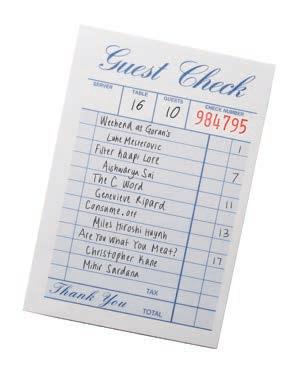 Guest Check
SERVER TABLE GUESTS CHECK NUMBER
16 10 984795
Weekend at Goran's 1
Luke Mesterovic
Filter Kaapi Lore 7
Aishwarya Sai
The C Word 11
Genevieve Ripard
Consume.off 13
Miles Hiroshi Huynh
Are You What You Meat? 17
Christopher Kane
Mihir Sardana
TAX
Thank You TOTAL